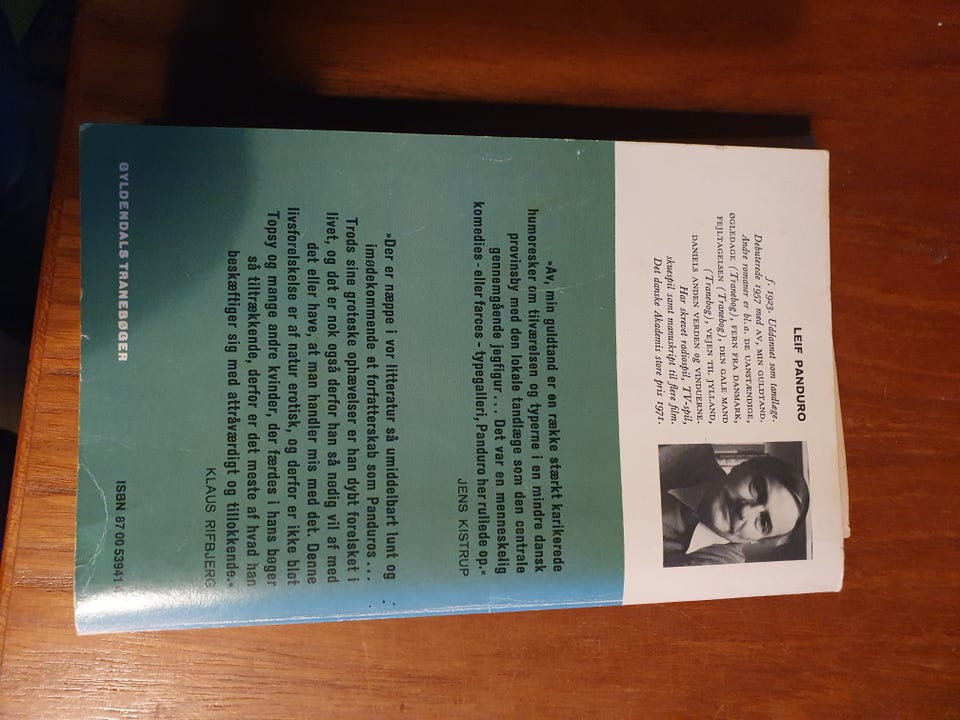 LEIF PANDURO
f. 1923. Uddannet som tandlæge.
Debuterede 1957 med AV, MIN GULDTAND.
Andre romaner er bl.a. DE UANSTÆNDIGE,
ØGLEDAGE (Tranebog), FERN FRA DANMARK,
FEJLTAGELSEN (Tranebog), DEN GALE MAND
(Tranebog), VEJEN TIL JYLLAND,
DANIELS ANDEN VERDEN og VINDUERNE.
Har skrevet radiospil, TV-spil,
skuespil samt manuskript til flere film.
Det danske Akademis store pris 1971.
»Av, min guldtand er en række stærkt karikerede
humoresker om tilværelsen og typerne i en mindre dansk
provinsby med den lokale tandlæge som den centrale
gennemgående jegfigur... Det var en menneskelig
komedies - eller farces - typegalleri, Panduro her rullede op.«
JENS KISTRUP
»Der er næppe i vor litteratur så umiddelbart lunt og
imødekommende et forfatterskab som Panduros...
Trods sine groteske ophævelser er han dybt forelsket i
livet, og det er nok også derfor han så nødig vil af med
det eller have, at man handler mis med det. Denne
livsforelskelse er af natur erotisk, og derfor er ikke blot
Topsy og mange andre kvinder, der færdes i hans bøger
så tiltrækkende, derfor er det meste af hvad han
beskæftiger sig med attråværdigt og tillokkende.«
KLAUS RIFBJERG
GYLDENDALS TRANEBØGER
ISBN 87 00 53941